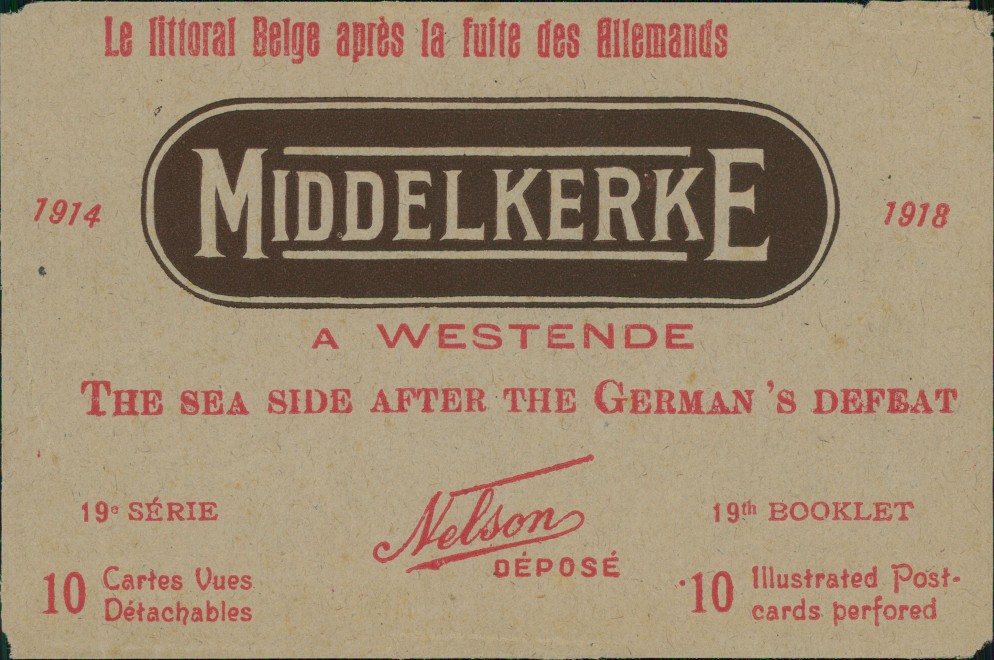 Le littoral Belge après la fuite des Allemands
MIDDELKERKE
1914
1918
A WESTENDE
THE SEA SIDE AFTER THE GERMAN 'S DEFEAT
19e SÉRIE
19th BOOKLET
Nelson
DÉPOSÉ
10 Cartes Vues
Détachables
10 Illustrated Post-
cards perfored